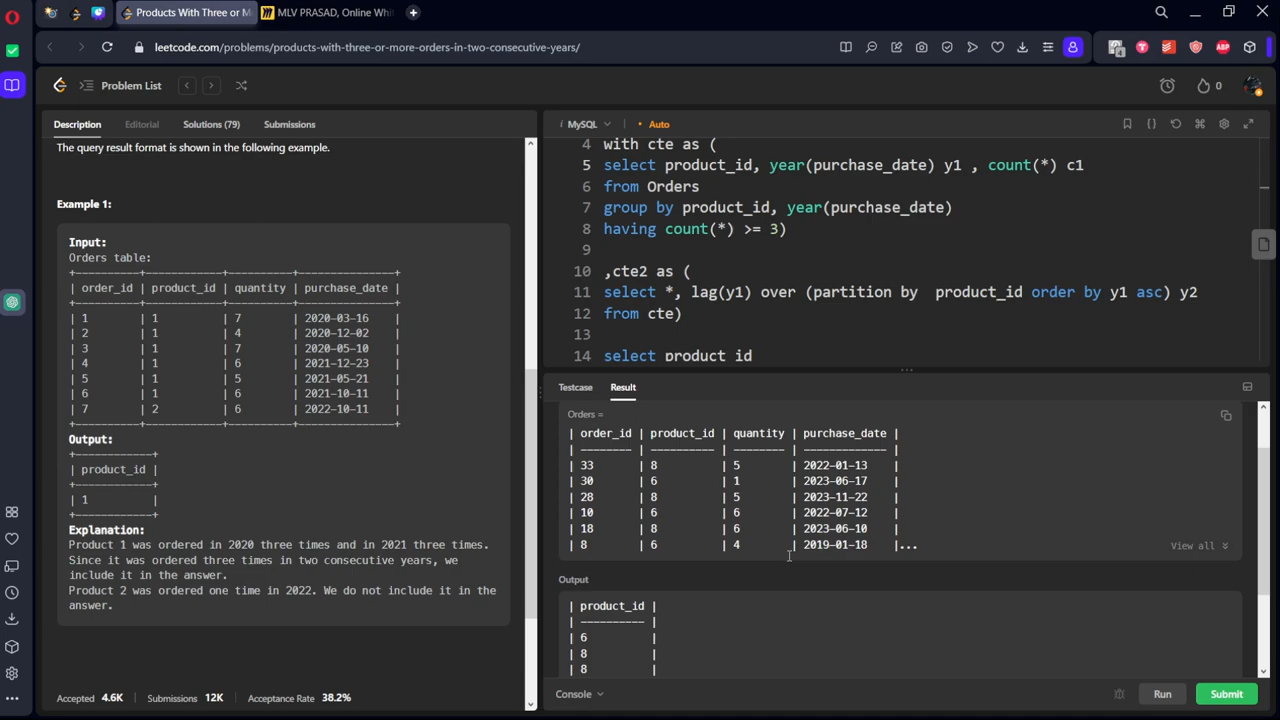 Products With Three or M
MLV PRASAD, Online Whi
leetcode.com/problems/products-with-three-or-more-orders-in-two-consecutive-years/
Problem List
0
Description
Editorial
Solutions (79)
Submissions
The query result format is shown in the following example.
Example 1:
Input:
Orders table:
+----------+------------+----------+---------------+
| order_id | product_id | quantity | purchase_date |
+----------+------------+----------+---------------+
| 1 | 1 | 7 | 2020-03-16 |
| 2 | 1 | 4 | 2020-12-02 |
| 3 | 1 | 7 | 2020-05-10 |
| 4 | 1 | 6 | 2021-12-23 |
| 5 | 1 | 5 | 2021-05-21 |
| 6 | 1 | 6 | 2021-10-11 |
| 7 | 2 | 6 | 2022-10-11 |
+----------+------------+----------+---------------+
Output:
+------------+
| product_id |
+------------+
| 1 |
+------------+
Explanation:
Product 1 was ordered in 2020 three times and in 2021 three times.
Since it was ordered three times in two consecutive years, we
include it in the answer.
Product 2 was ordered one time in 2022. We do not include it in the
answer.
Accepted 4.6K Submissions 12K Acceptance Rate 38.2%
MySQL
Auto
4 with cte as (
5 select product_id, year(purchase_date) y1 , count(*) c1
6 from Orders
7 group by product_id, year(purchase_date)
8 having count(*) >= 3)
9
10 ,cte2 as (
11 select *, lag(y1) over (partition by product_id order by y1 asc) y2
12 from cte)
13
14 select product_id
Testcase
Result
Orders =
| order_id | product_id | quantity | purchase_date |
| -------- | ---------- | -------- | ------------- |
| 33 | 8 | 5 | 2022-01-13 |
| 30 | 6 | 1 | 2023-06-17 |
| 28 | 8 | 5 | 2023-11-22 |
| 10 | 6 | 6 | 2022-07-12 |
| 18 | 8 | 6 | 2023-06-10 |
| 8 | 6 | 4 | 2019-01-18 |...
View all
Output
| product_id |
| ---------- |
| 6 |
| 8 |
| 8 |
Console
Run
Submit